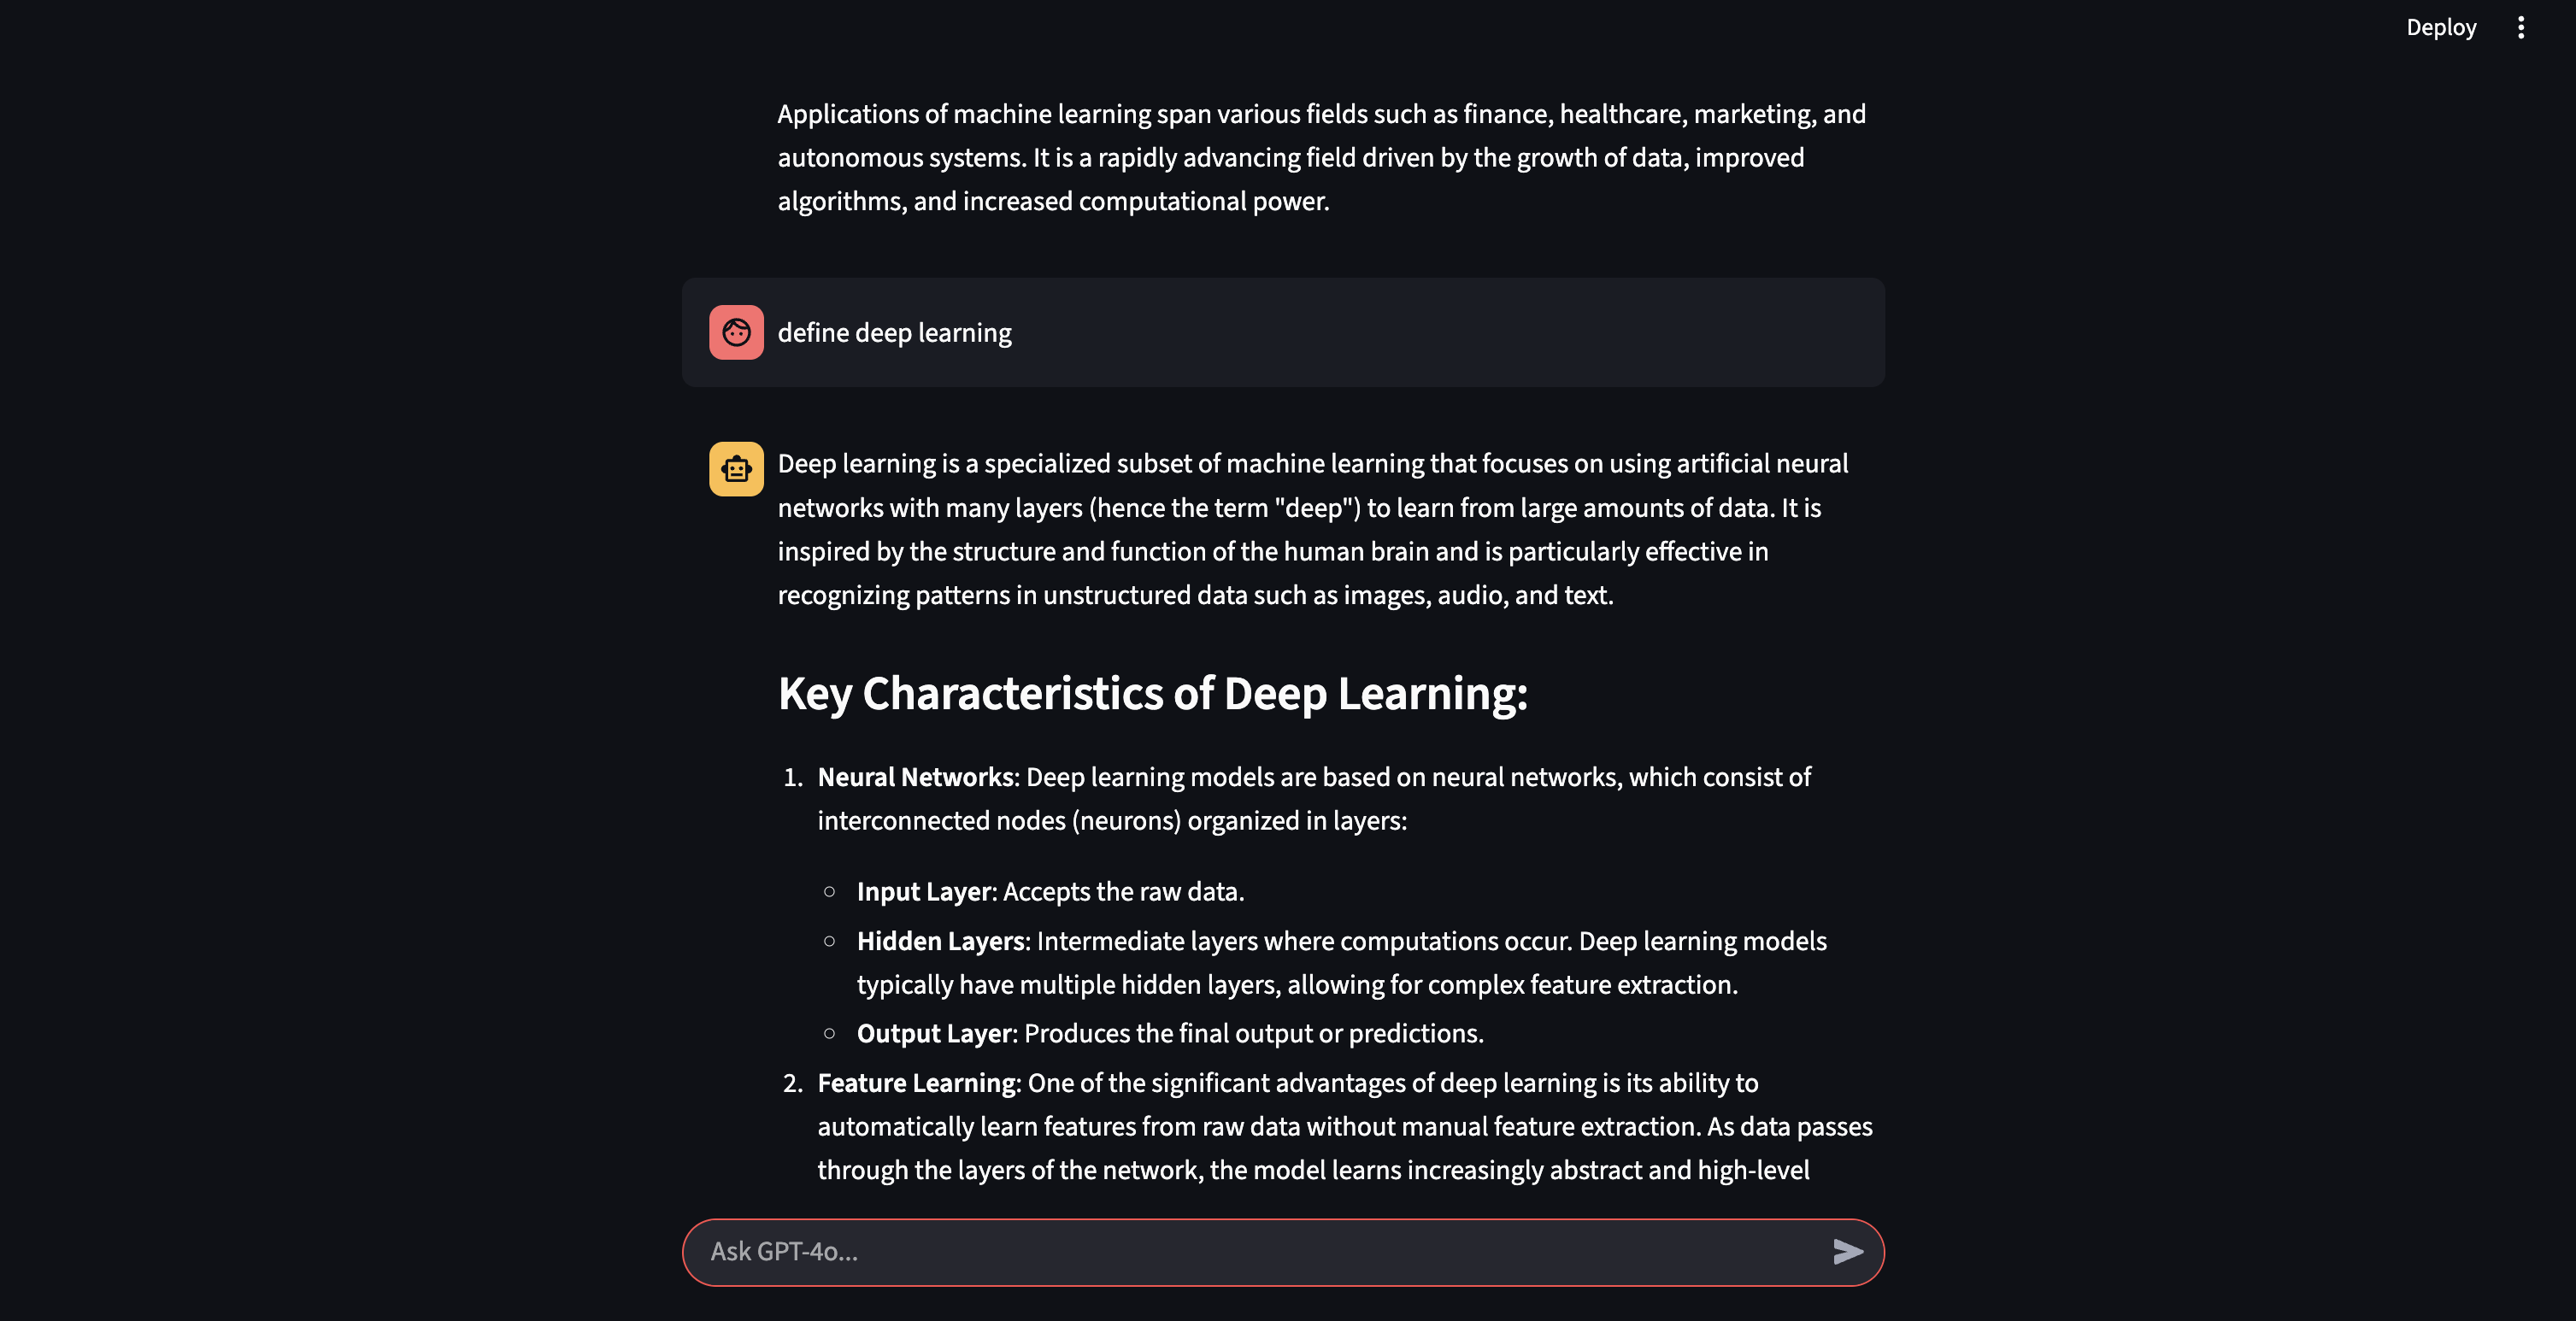 Deploy
Applications of machine learning span various fields such as finance, healthcare, marketing, and
autonomous systems. It is a rapidly advancing field driven by the growth of data, improved
algorithms, and increased computational power.
define deep learning
Deep learning is a specialized subset of machine learning that focuses on using artificial neural
networks with many layers (hence the term "deep") to learn from large amounts of data. It is
inspired by the structure and function of the human brain and is particularly effective in
recognizing patterns in unstructured data such as images, audio, and text.
Key Characteristics of Deep Learning:
1. Neural Networks: Deep learning models are based on neural networks, which consist of
interconnected nodes (neurons) organized in layers:
○ Input Layer: Accepts the raw data.
○ Hidden Layers: Intermediate layers where computations occur. Deep learning models
typically have multiple hidden layers, allowing for complex feature extraction.
○ Output Layer: Produces the final output or predictions.
2. Feature Learning: One of the significant advantages of deep learning is its ability to
automatically learn features from raw data without manual feature extraction. As data passes
through the layers of the network, the model learns increasingly abstract and high-level
Ask GPT-4o...